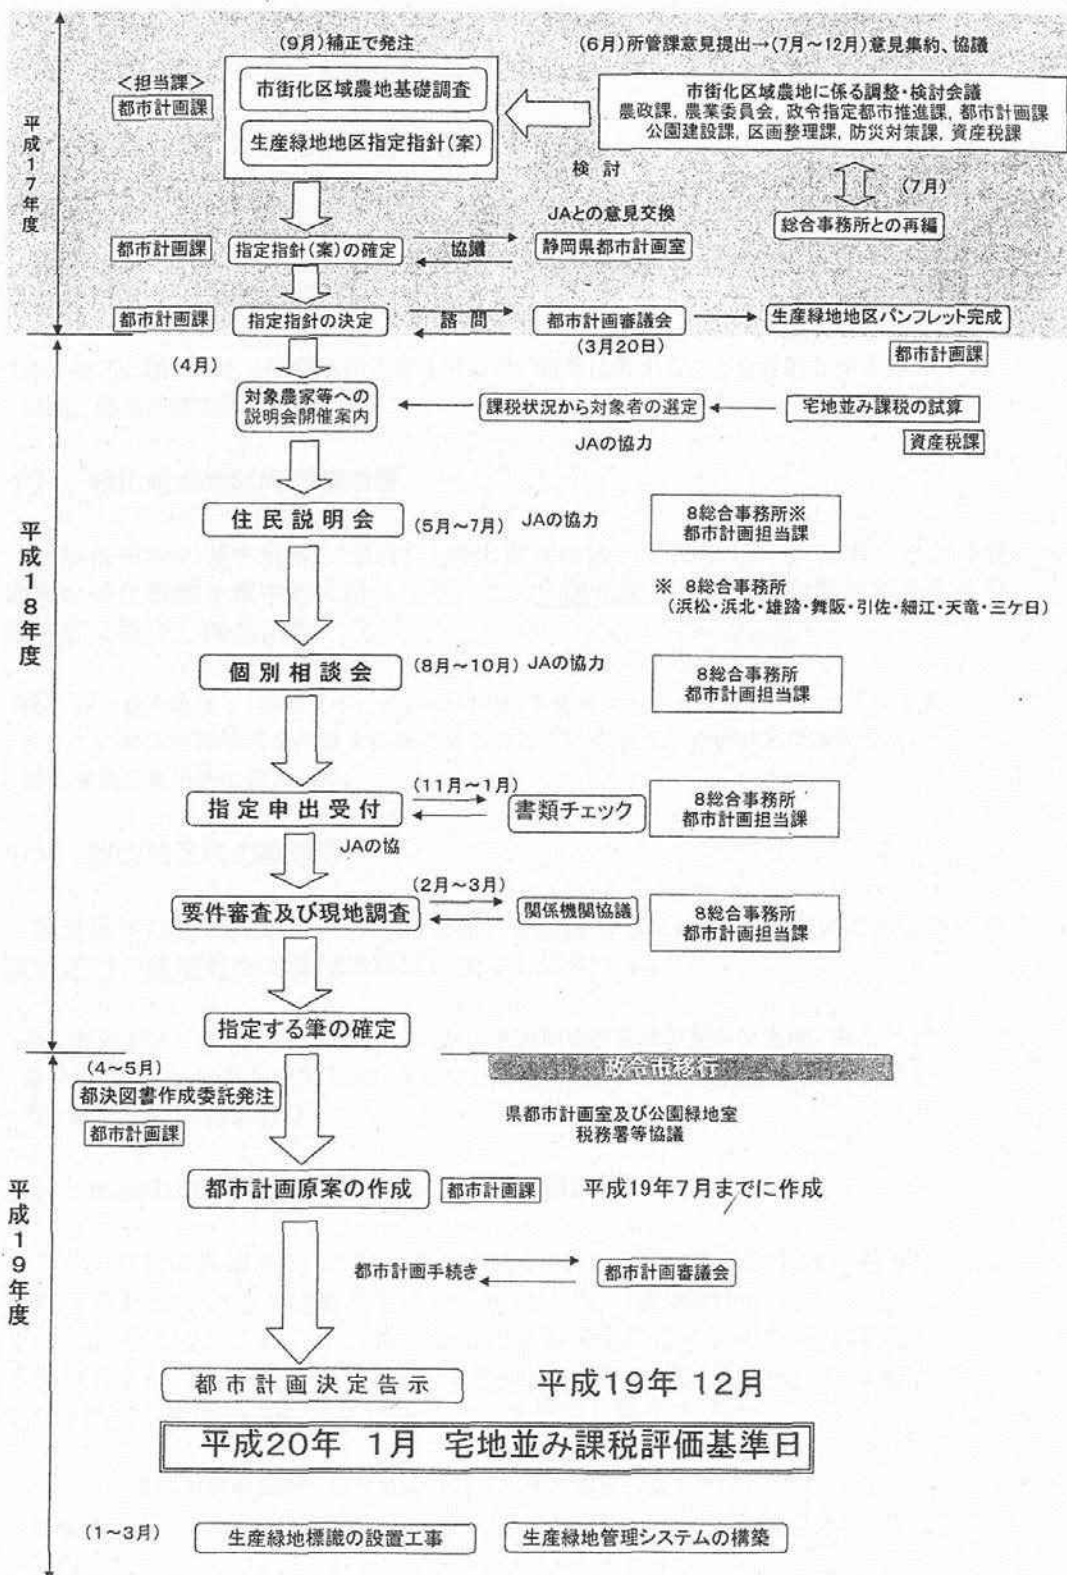 (9月)補正で発注
(6月)所管課意見提出→(7月～12月)意見集約、協議
<担当課>
都市計画課
市街化区域農地基礎調査
生産緑地地区指定指針(案)
市街化区域農地に係る調整・検討会議
農政課, 農業委員会, 政令指定都市推進課, 都市計画課
公園建設課, 区画整理課, 防災対策課, 資産税課
平成17年度
検 討
(7月)
総合事務所との再編
JAとの意見交換
都市計画課
指定指針(案)の確定
協議
静岡県都市計画室
都市計画課
指定指針の決定
諮 問
都市計画審議会
(3月20日)
生産緑地地区パンフレット完成
都市計画課
(4月)
対象農家等への
説明会開催案内
課税状況から対象者の選定
宅地並み課税の試算
JAの協力
資産税課
平成18年度
住民説明会
(5月～7月)
JAの協力
8総合事務所※
都市計画担当課
※ 8総合事務所
(浜松・浜北・雄踏・舞阪・引佐・細江・天竜・三ケ日)
個別相談会
(8月～10月)
JAの協力
8総合事務所
都市計画担当課
指定申出受付
(11月～1月)
書類チェック
8総合事務所
都市計画担当課
JAの協
要件審査及び現地調査
(2月～3月)
関係機関協議
8総合事務所
都市計画担当課
指定する筆の確定
平成19年度
(4～5月)
都決図書作成委託発注
都市計画課
政令市移行
県都市計画室及び公園緑地室
税務署等協議
都市計画原案の作成
都市計画課
平成19年7月までに作成
都市計画手続き
都市計画審議会
都市計画決定告示
平成19年 12月
平成20年 1月 宅地並み課税評価基準日
(1～3月)
生産緑地標識の設置工事
生産緑地管理システムの構築